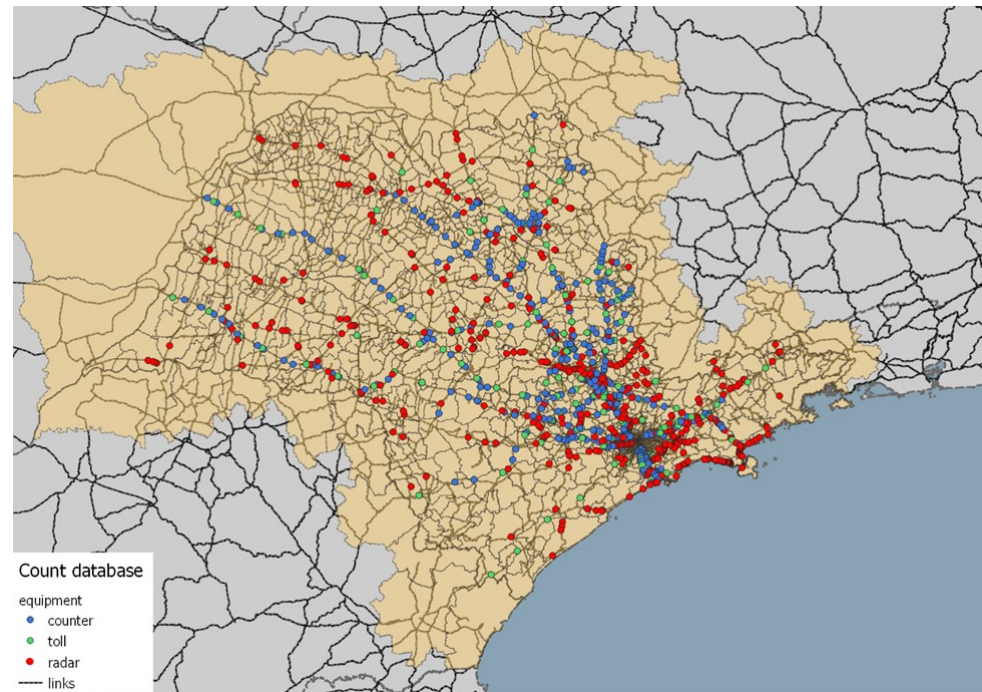 Count database
equipment
counter
toll
radar
links